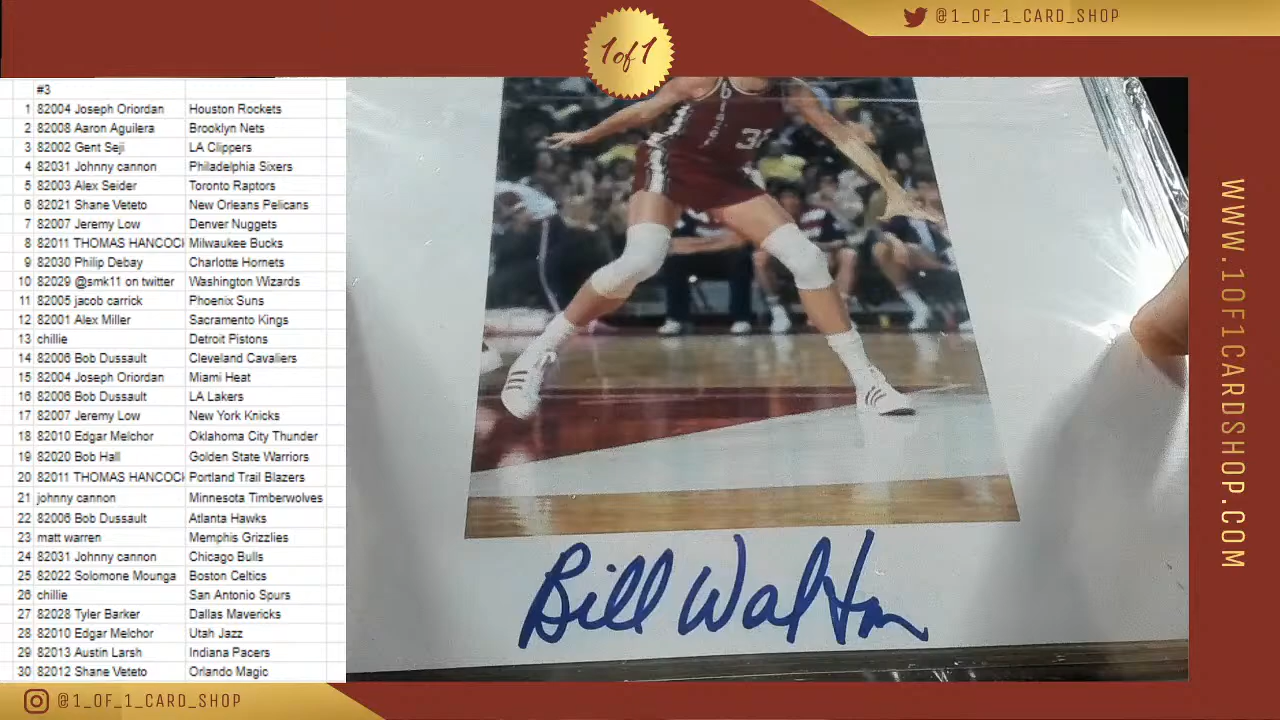 @1_OF_1_CARD_SHOP
1of1
#3
1 82004 Joseph Oriordan Houston Rockets
2 82008 Aaron Aguilera Brooklyn Nets
3 82002 Gent Seji LA Clippers
4 82031 Johnny cannon Philadelphia Sixers
5 82003 Alex Seider Toronto Raptors
6 82021 Shane Veteto New Orleans Pelicans
7 82007 Jeremy Low Denver Nuggets
8 82011 THOMAS HANCOCK Milwaukee Bucks
9 82030 Philip Debay Charlotte Hornets
10 82029 @smk11 on twitter Washington Wizards
11 82005 jacob carrick Phoenix Suns
12 82001 Alex Miller Sacramento Kings
13 chillie Detroit Pistons
14 82006 Bob Dussault Cleveland Cavaliers
15 82004 Joseph Oriordan Miami Heat
16 82006 Bob Dussault LA Lakers
17 82007 Jeremy Low New York Knicks
18 82010 Edgar Melchor Oklahoma City Thunder
19 82020 Bob Hall Golden State Warriors
20 82011 THOMAS HANCOCK Portland Trail Blazers
21 johnny cannon Minnesota Timberwolves
22 82006 Bob Dussault Atlanta Hawks
23 matt warren Memphis Grizzlies
24 82031 Johnny cannon Chicago Bulls
25 82022 Solomone Mounga Boston Celtics
26 chillie San Antonio Spurs
27 82028 Tyler Barker Dallas Mavericks
28 82010 Edgar Melchor Utah Jazz
29 82013 Austin Larsh Indiana Pacers
30 82012 Shane Veteto Orlando Magic
Bill Walton
WWW.1OF1CARDSHOP.COM
@1_OF_1_CARD_SHOP